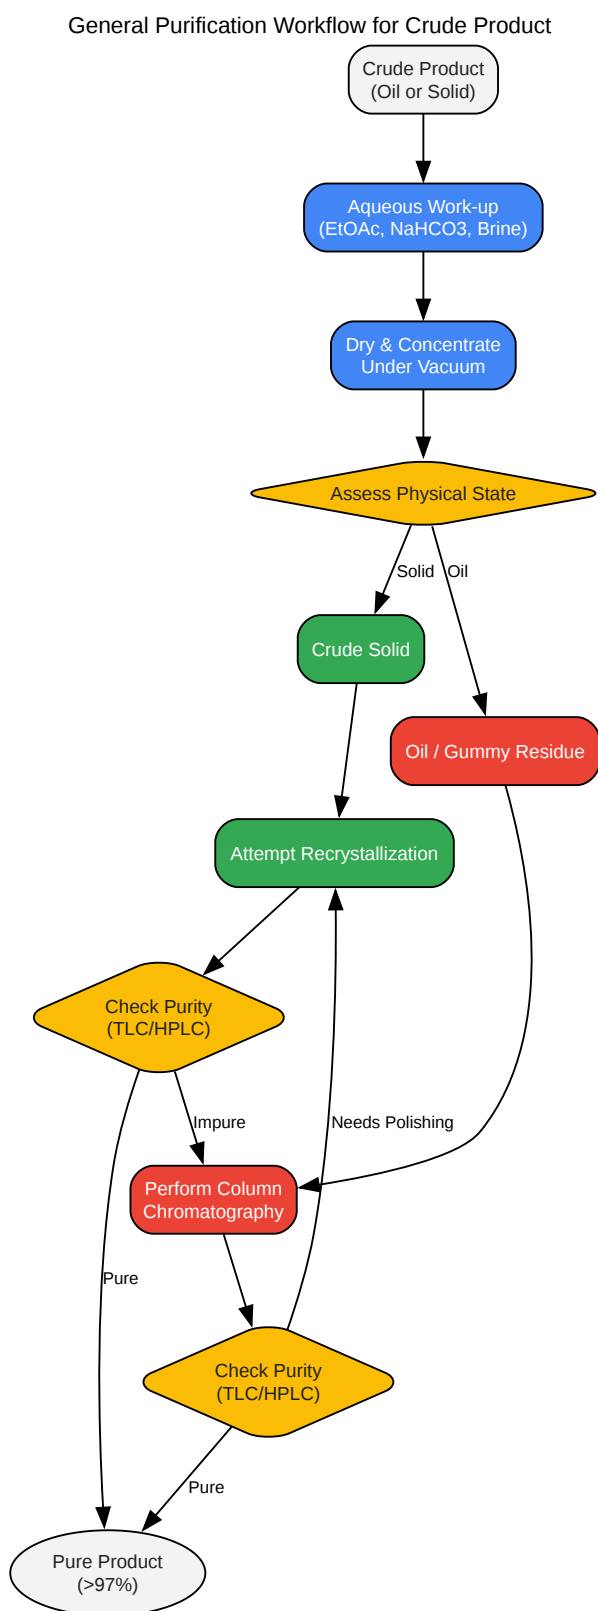 General Purification Workflow for Crude Product
Crude Product
(Oil or Solid)
Aqueous Work-up
(EtOAc, NaHCO3, Brine)
Dry & Concentrate
Under Vacuum
Assess Physical State
Solid
Oil
Crude Solid
Oil / Gummy Residue
Attempt Recrystallization
Check Purity
(TLC/HPLC)
Impure
Needs Polishing
Perform Column
Chromatography
Pure
Check Purity
(TLC/HPLC)
Pure
Pure Product
(>97%)